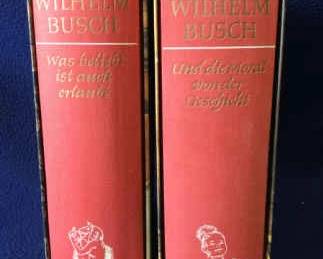 WILHELM
BUSCH
Was beliebt
ist auch
erlaubt
WILHELM
BUSCH
Und die Moral
von der
Geschicht